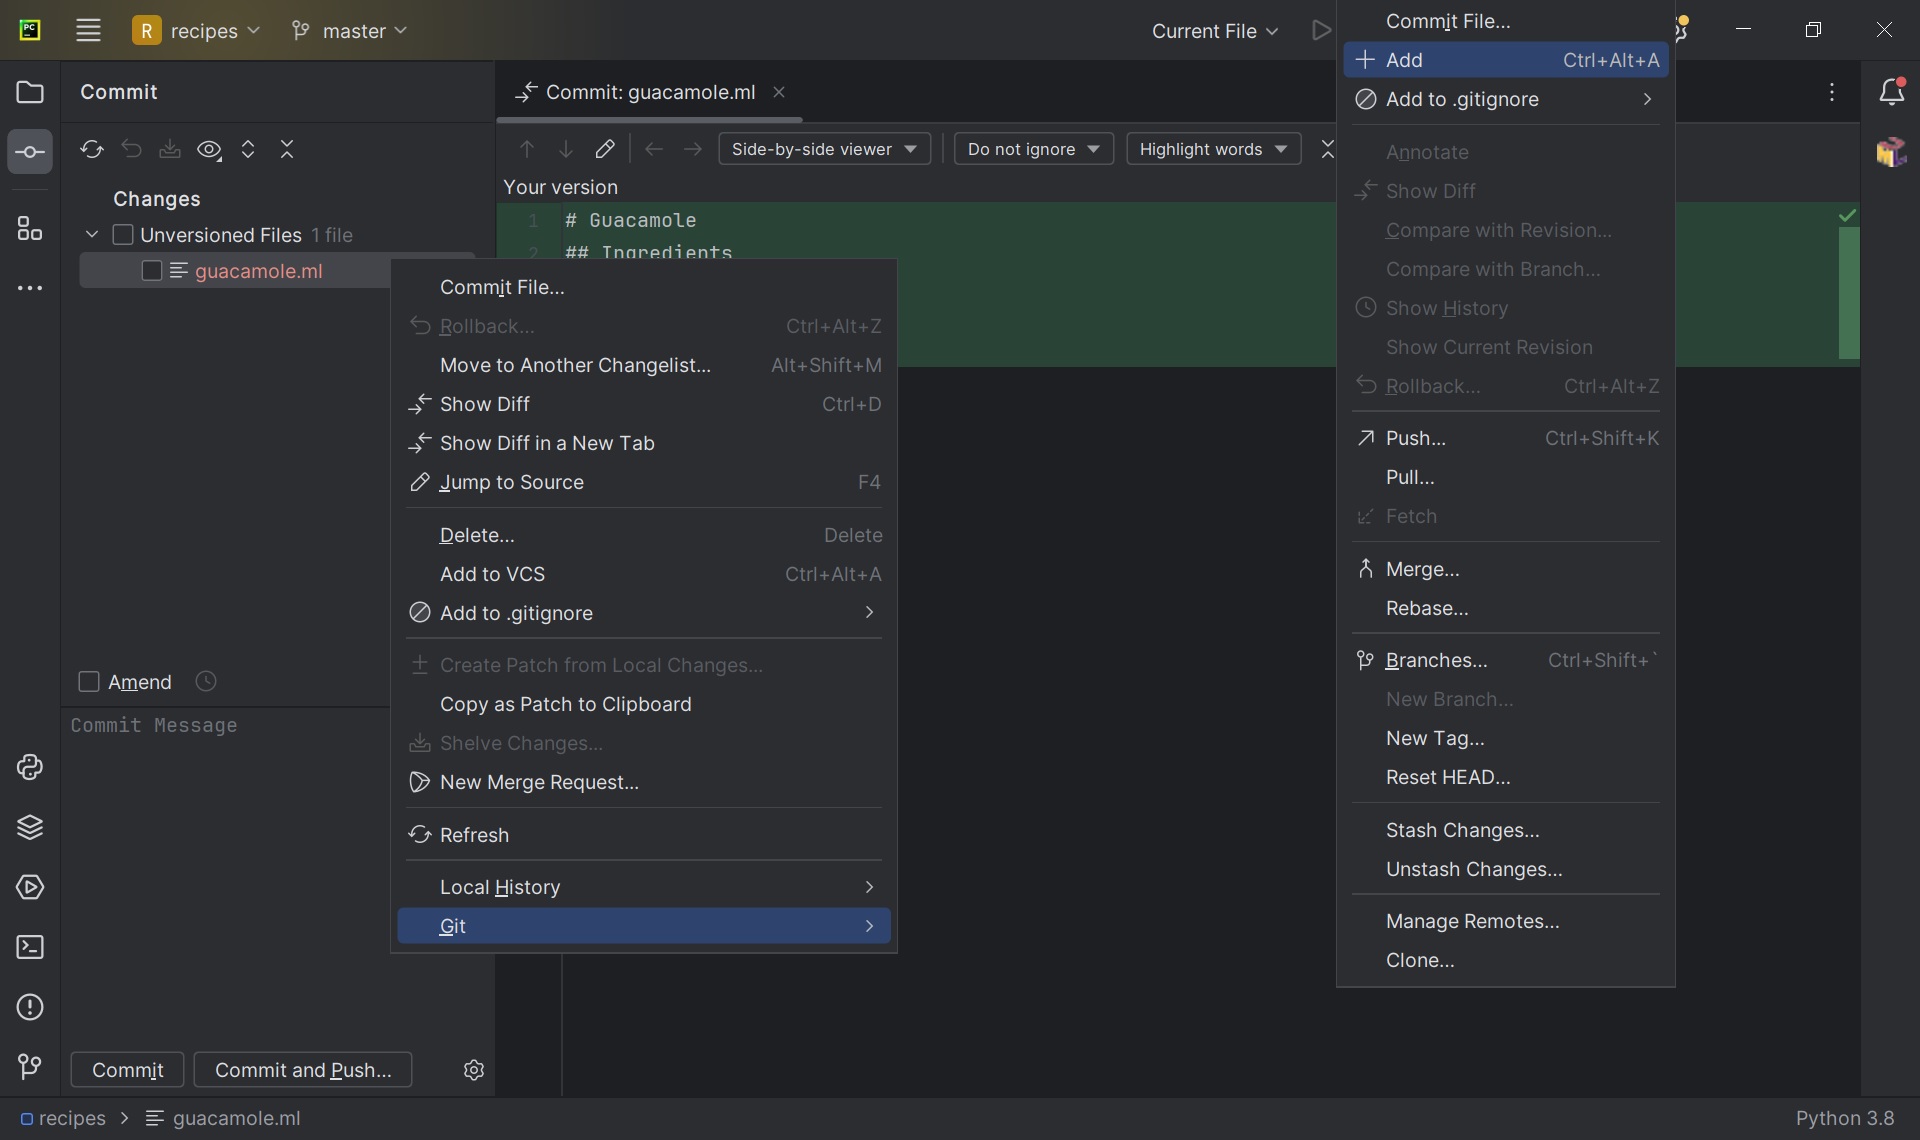 R recipes
master
Current File
Commit
Commit: guacamole.ml
Side-by-side viewer
Do not ignore
Highlight words
Your version
Changes
Unversioned Files 1 file
guacamole.ml
1 # Guacamole
2 ## Ingredients
Commit File...
Rollback... Ctrl+Alt+Z
Move to Another Changelist... Alt+Shift+M
Show Diff Ctrl+D
Show Diff in a New Tab
Jump to Source F4
Delete... Delete
Add to VCS Ctrl+Alt+A
Add to .gitignore
Create Patch from Local Changes...
Copy as Patch to Clipboard
Shelve Changes...
New Merge Request...
Refresh
Local History
Git
Commit File...
Add Ctrl+Alt+A
Add to .gitignore
Annotate
Show Diff
Compare with Revision...
Compare with Branch...
Show History
Show Current Revision
Rollback... Ctrl+Alt+Z
Push... Ctrl+Shift+K
Pull...
Fetch
Merge...
Rebase...
Branches... Ctrl+Shift+`
New Branch...
New Tag...
Reset HEAD...
Stash Changes...
Unstash Changes...
Manage Remotes...
Clone...
Amend
Commit Message
Commit
Commit and Push...
recipes > guacamole.ml
Python 3.8
PC